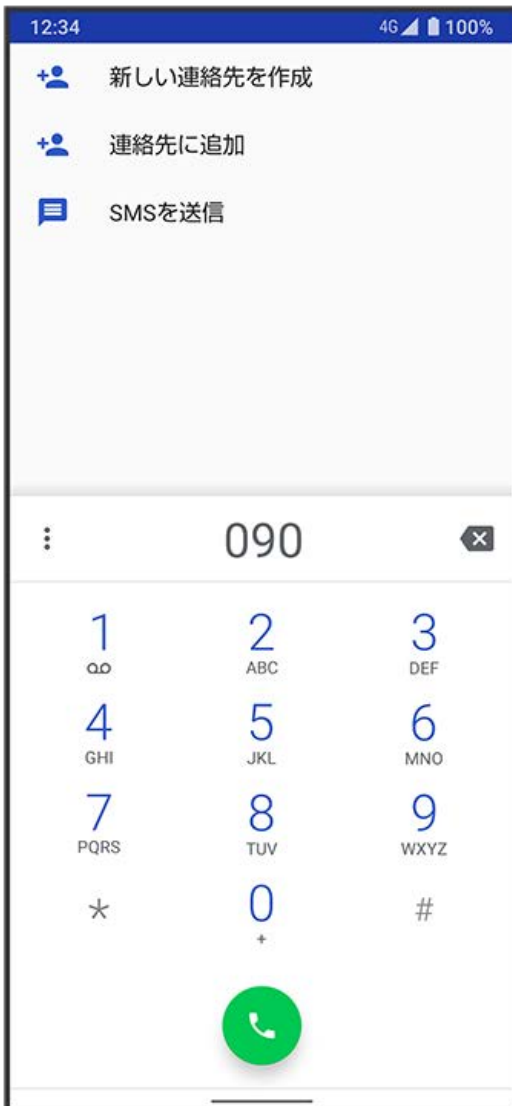 12:34 4G 100%
新しい連絡先を作成
連絡先に追加
SMSを送信
090
1 2 3
ABC DEF
4 5 6
GHI JKL MNO
7 8 9
PQRS TUV WXYZ
* 0 #
+